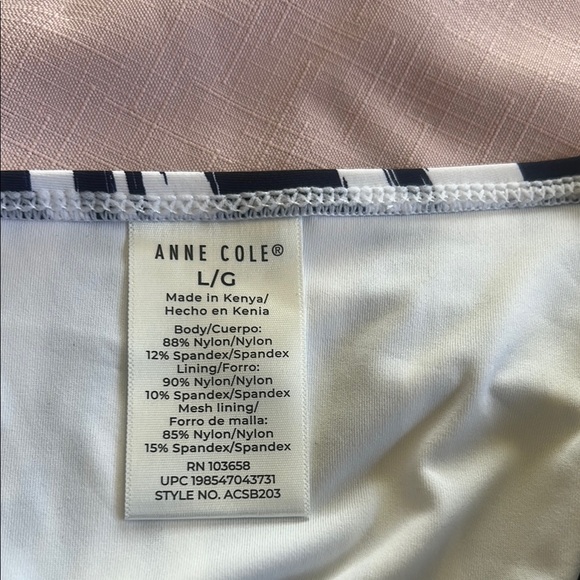 ANNE COLE®
L/G
Made in Kenya/
Hecho en Kenia
Body/Cuerpo:
88% Nylon/Nylon
12% Spandex/Spandex
Lining/Forro:
90% Nylon/Nylon
10% Spandex/Spandex
Mesh lining/
Forro de malla:
85% Nylon/Nylon
15% Spandex/Spandex
RN 103658
UPC 198547043731
STYLE NO. ACSB203